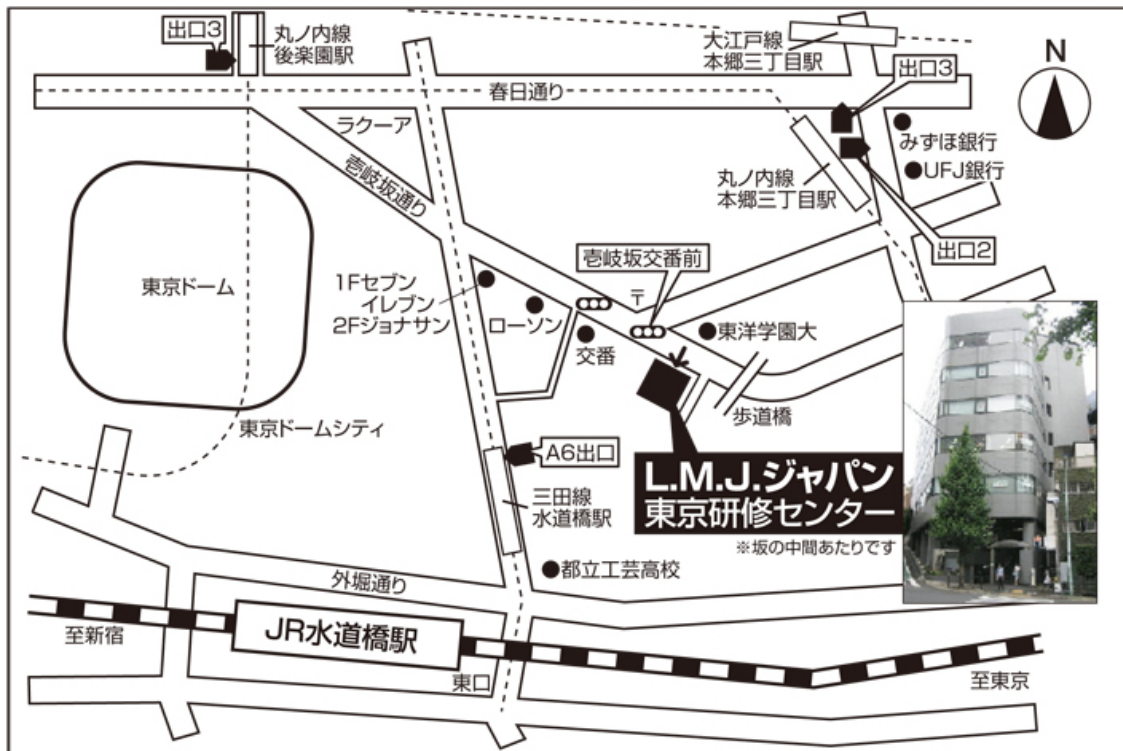 出口3
丸ノ内線
後楽園駅
大江戸線
本郷三丁目駅
出口3
N
春日通り
ラクーア
みずほ銀行
UFJ銀行
壱岐坂通り
丸ノ内線
本郷三丁目駅
出口2
壱岐坂交番前
東京ドーム
1Fセブン
イレブン
2Fジョナサン
ローソン
〒
交番
東洋学園大
歩道橋
東京ドームシティ
A6出口
三田線
水道橋駅
L.M.J.ジャパン
東京研修センター
※坂の中間あたりです
都立工芸高校
外堀通り
至新宿
JR水道橋駅
東口
至東京